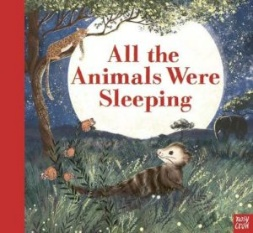 All the
Animals Were
Sleeping
nosy
crow